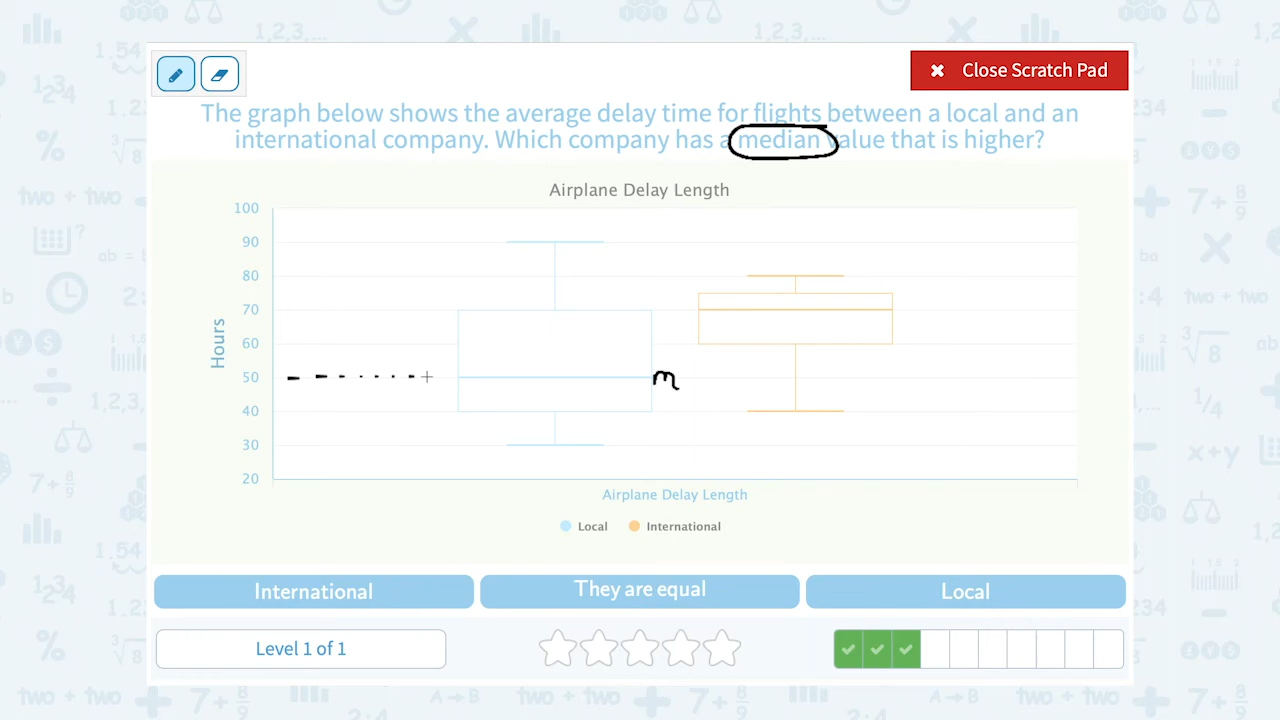 Close Scratch Pad
The graph below shows the average delay time for flights between a local and an
international company. Which company has a median value that is higher?
Airplane Delay Length
100
90
80
70
60
50
40
30
20
Hours
m
Airplane Delay Length
Local
International
International
They are equal
Local
Level 1 of 1